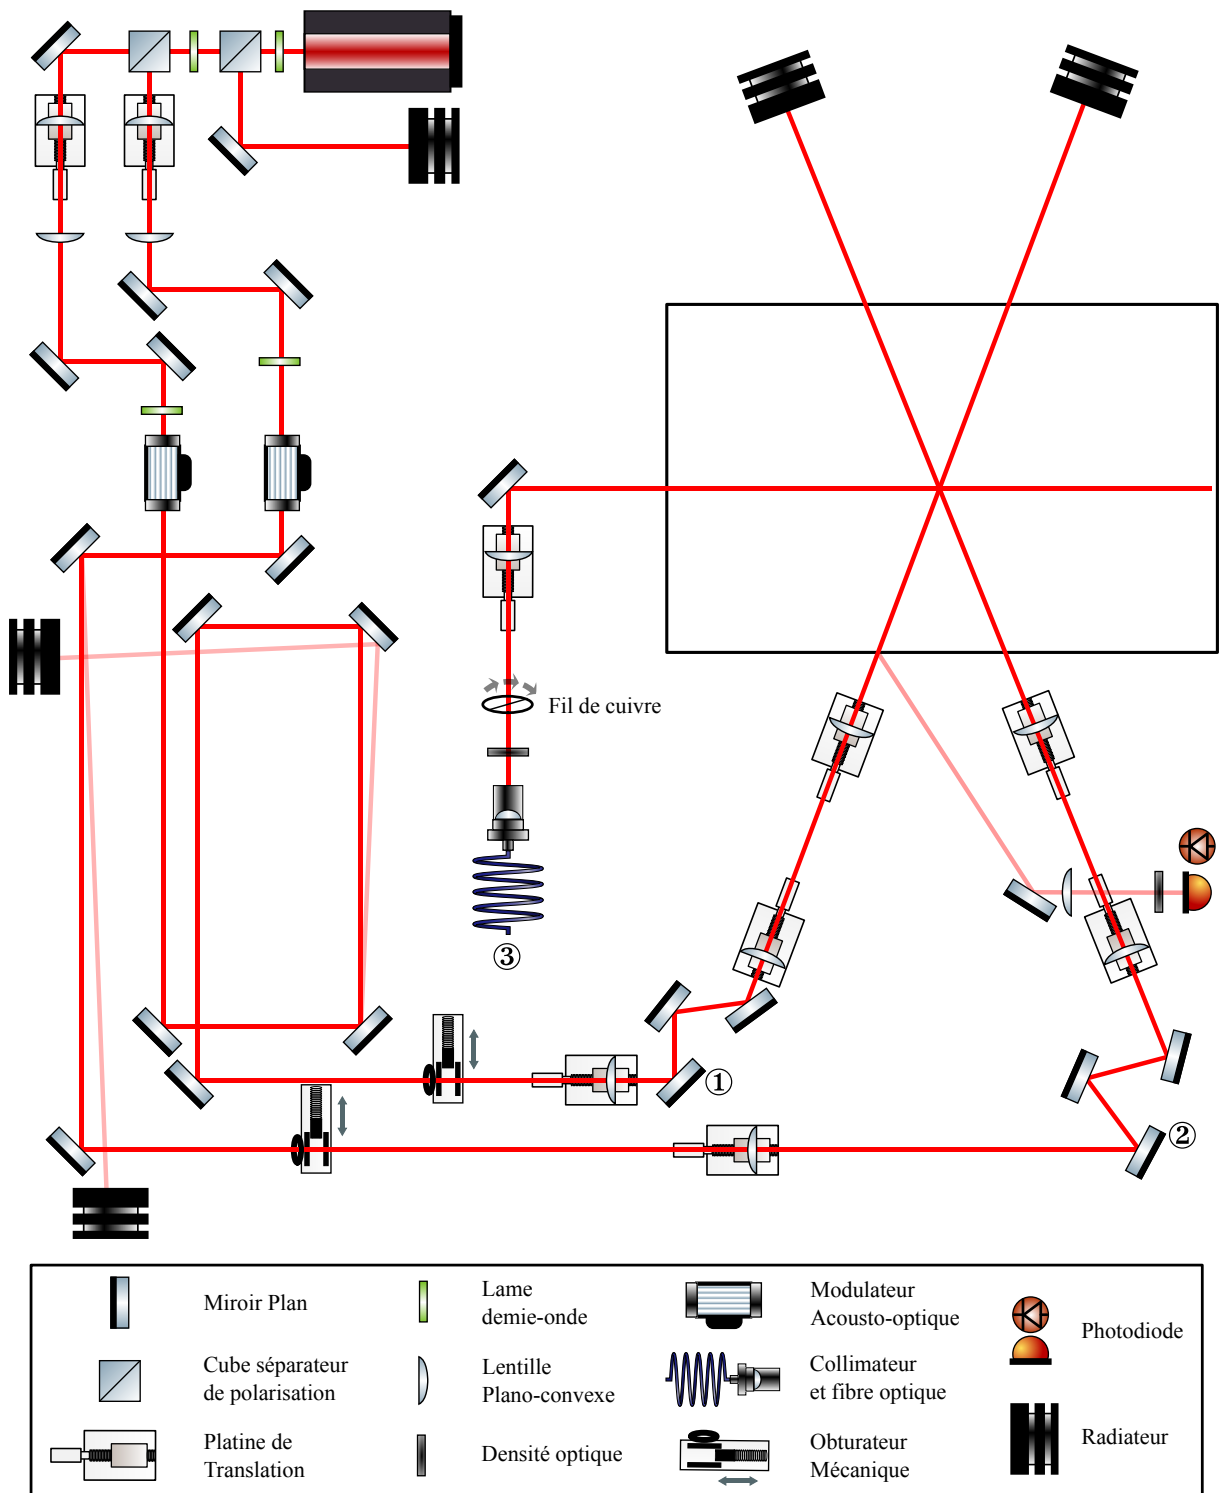 Fil de cuivre
③
①
②
Miroir Plan
Lame
demie-onde
Modulateur
Acousto-optique
Photodiode
Cube séparateur
de polarisation
Lentille
Plano-convexe
Collimateur
et fibre optique
Platine de
Translation
Densité optique
Obturateur
Mécanique
Radiateur